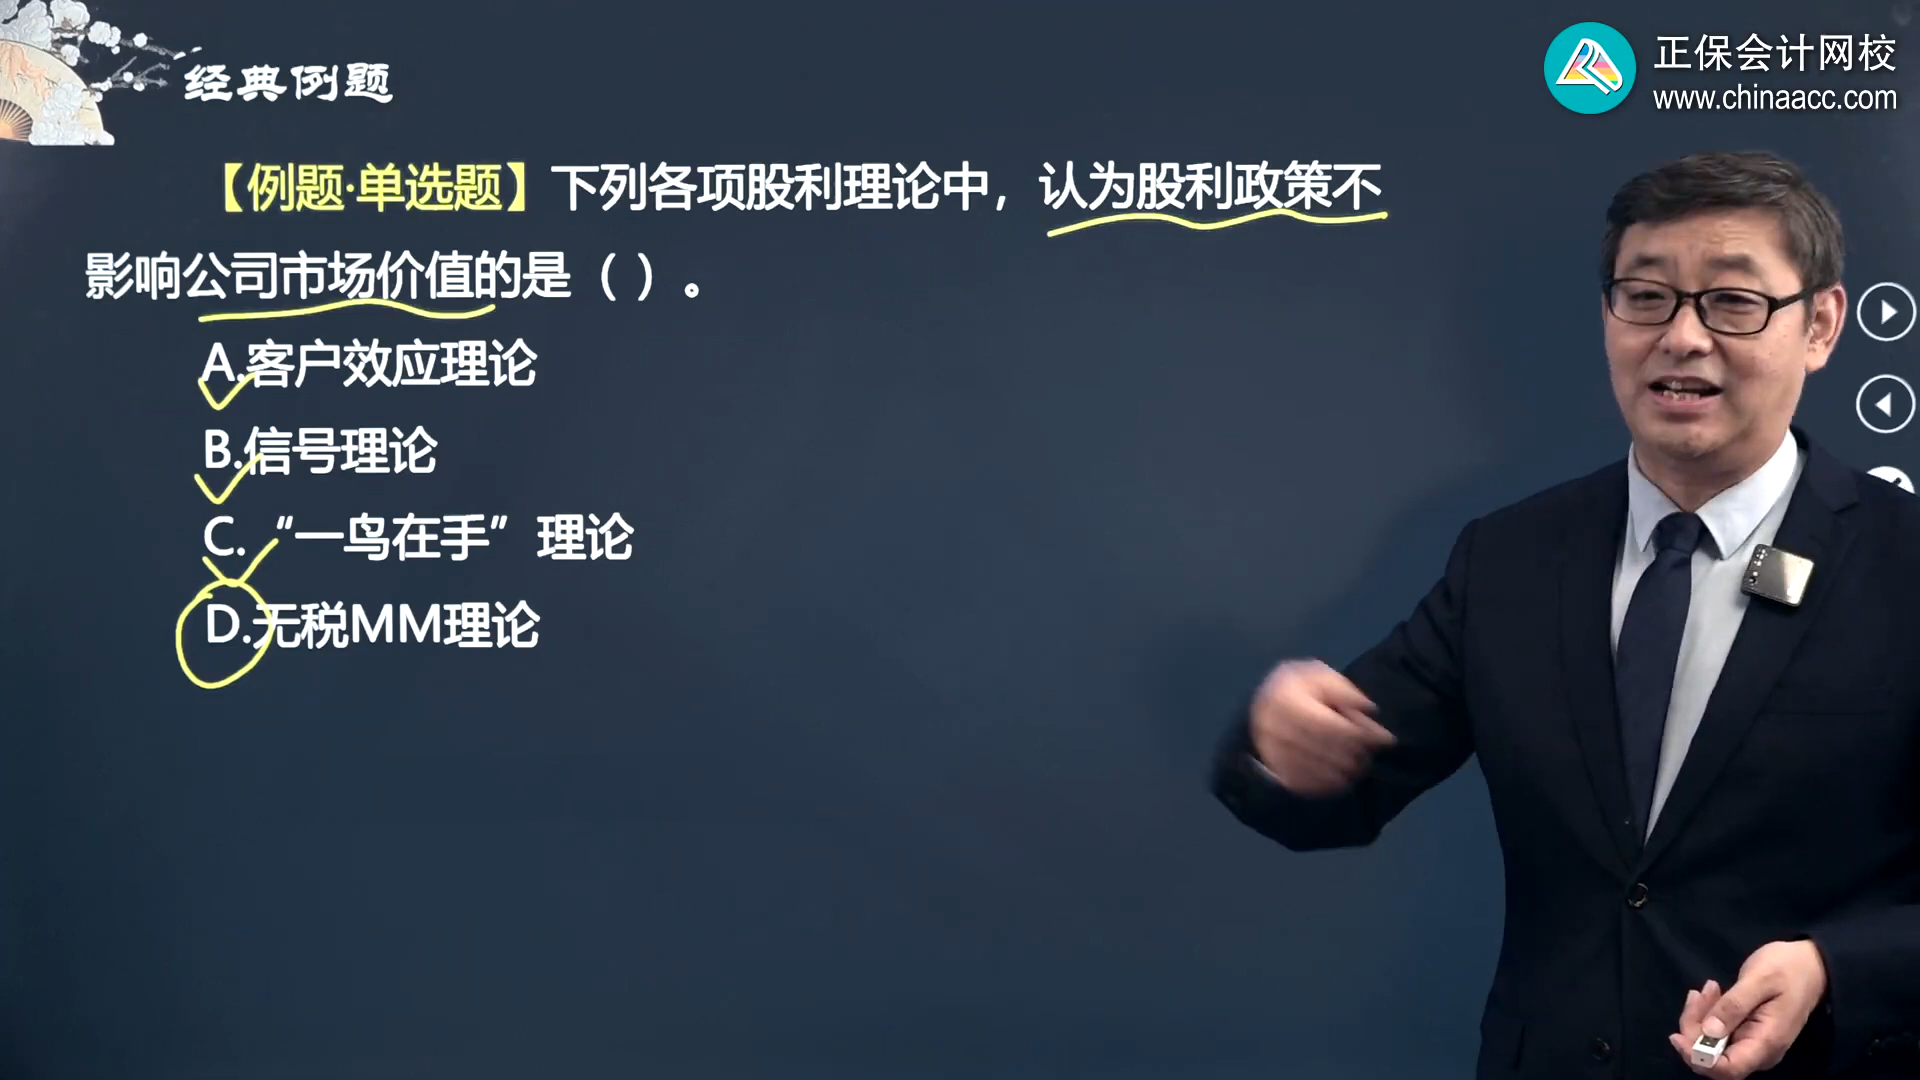 经典例题
正保会计网校
www.chinaacc.com
【例题·单选题】下列各项股利理论中，认为股利政策不
影响公司市场价值的是（ ）。
A.客户效应理论
B.信号理论
C.“一鸟在手”理论
D.无税MM理论